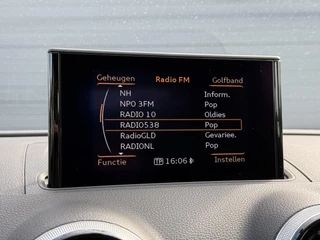 Geheugen Radio FM Golfband
NH Inform.
NPO 3FM Pop
RADIO 10 Oldies
RADIO538 Pop
RadioGLD Gevariee.
RADIONL Pop
Functie TP 16:06 Instellen